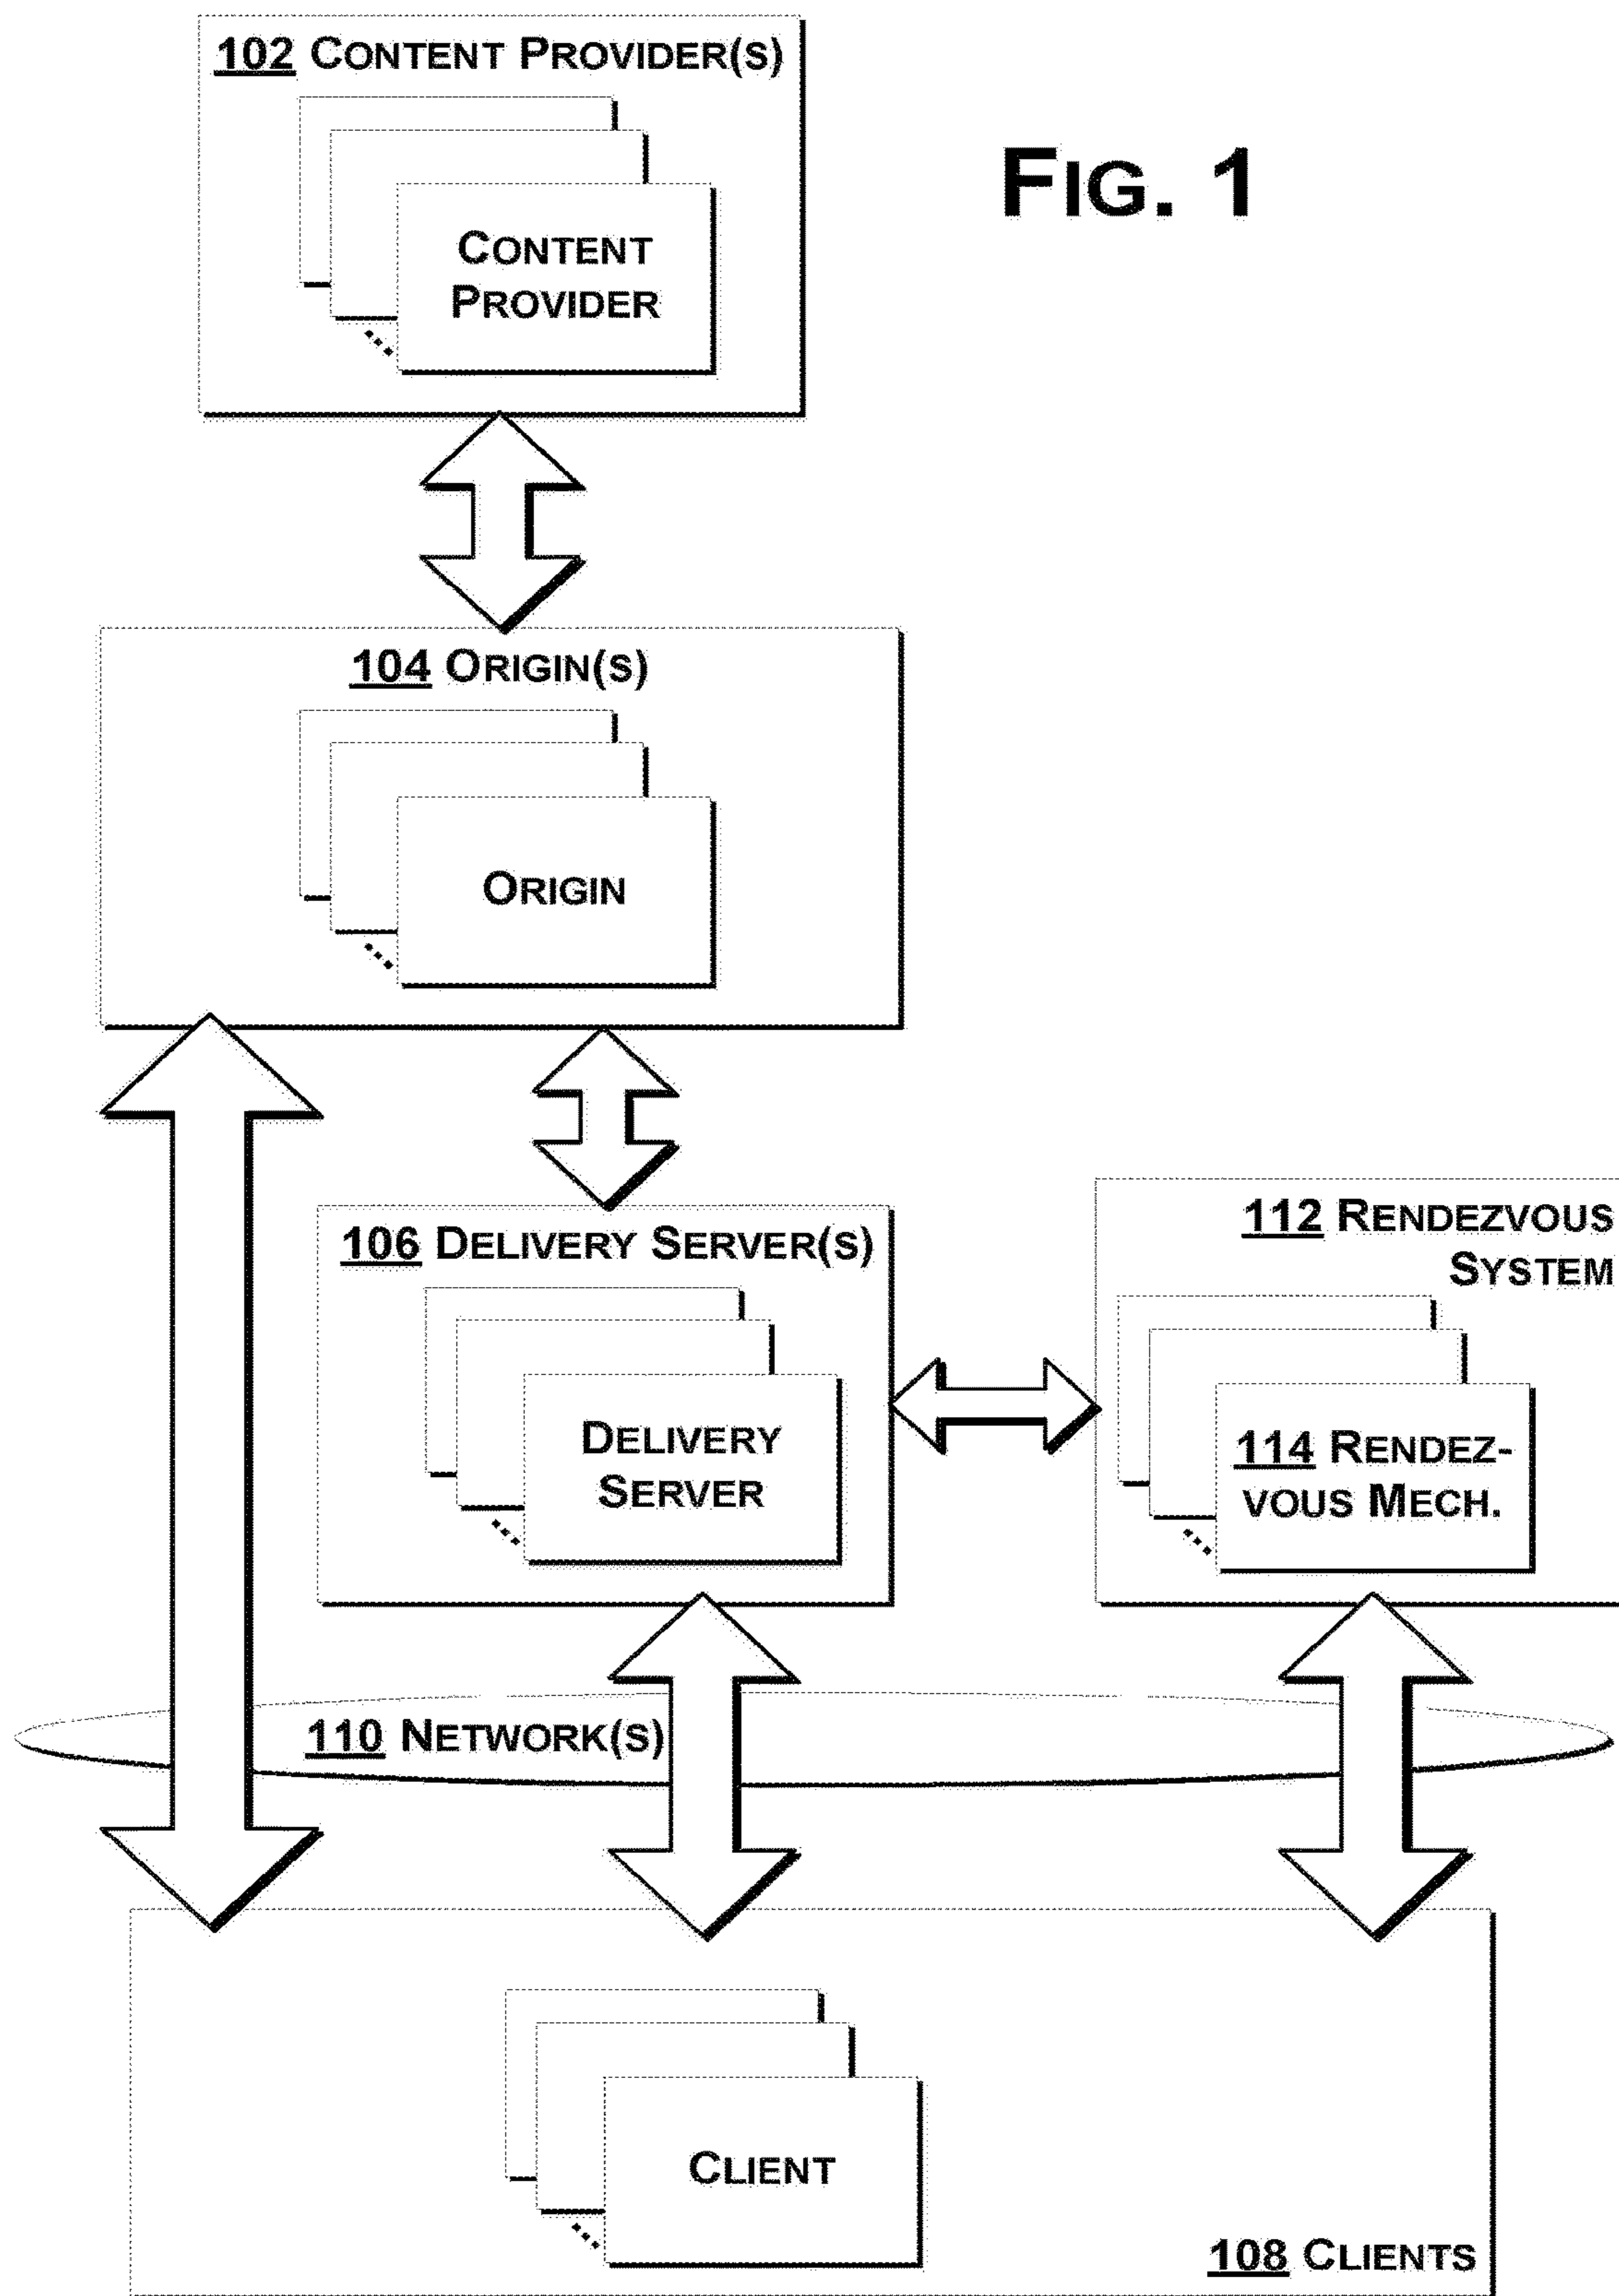 102 CONTENT PROVIDER(S)
FIG. 1
CONTENT
PROVIDER
104 ORIGIN(S)
ORIGIN
106 DELIVERY SERVER(S)
112 RENDEZVOUS
SYSTEM
DELIVERY
SERVER
114 RENDEZ-
VOUS MECH.
110 NETWORK(S)
CLIENT
108 CLIENTS